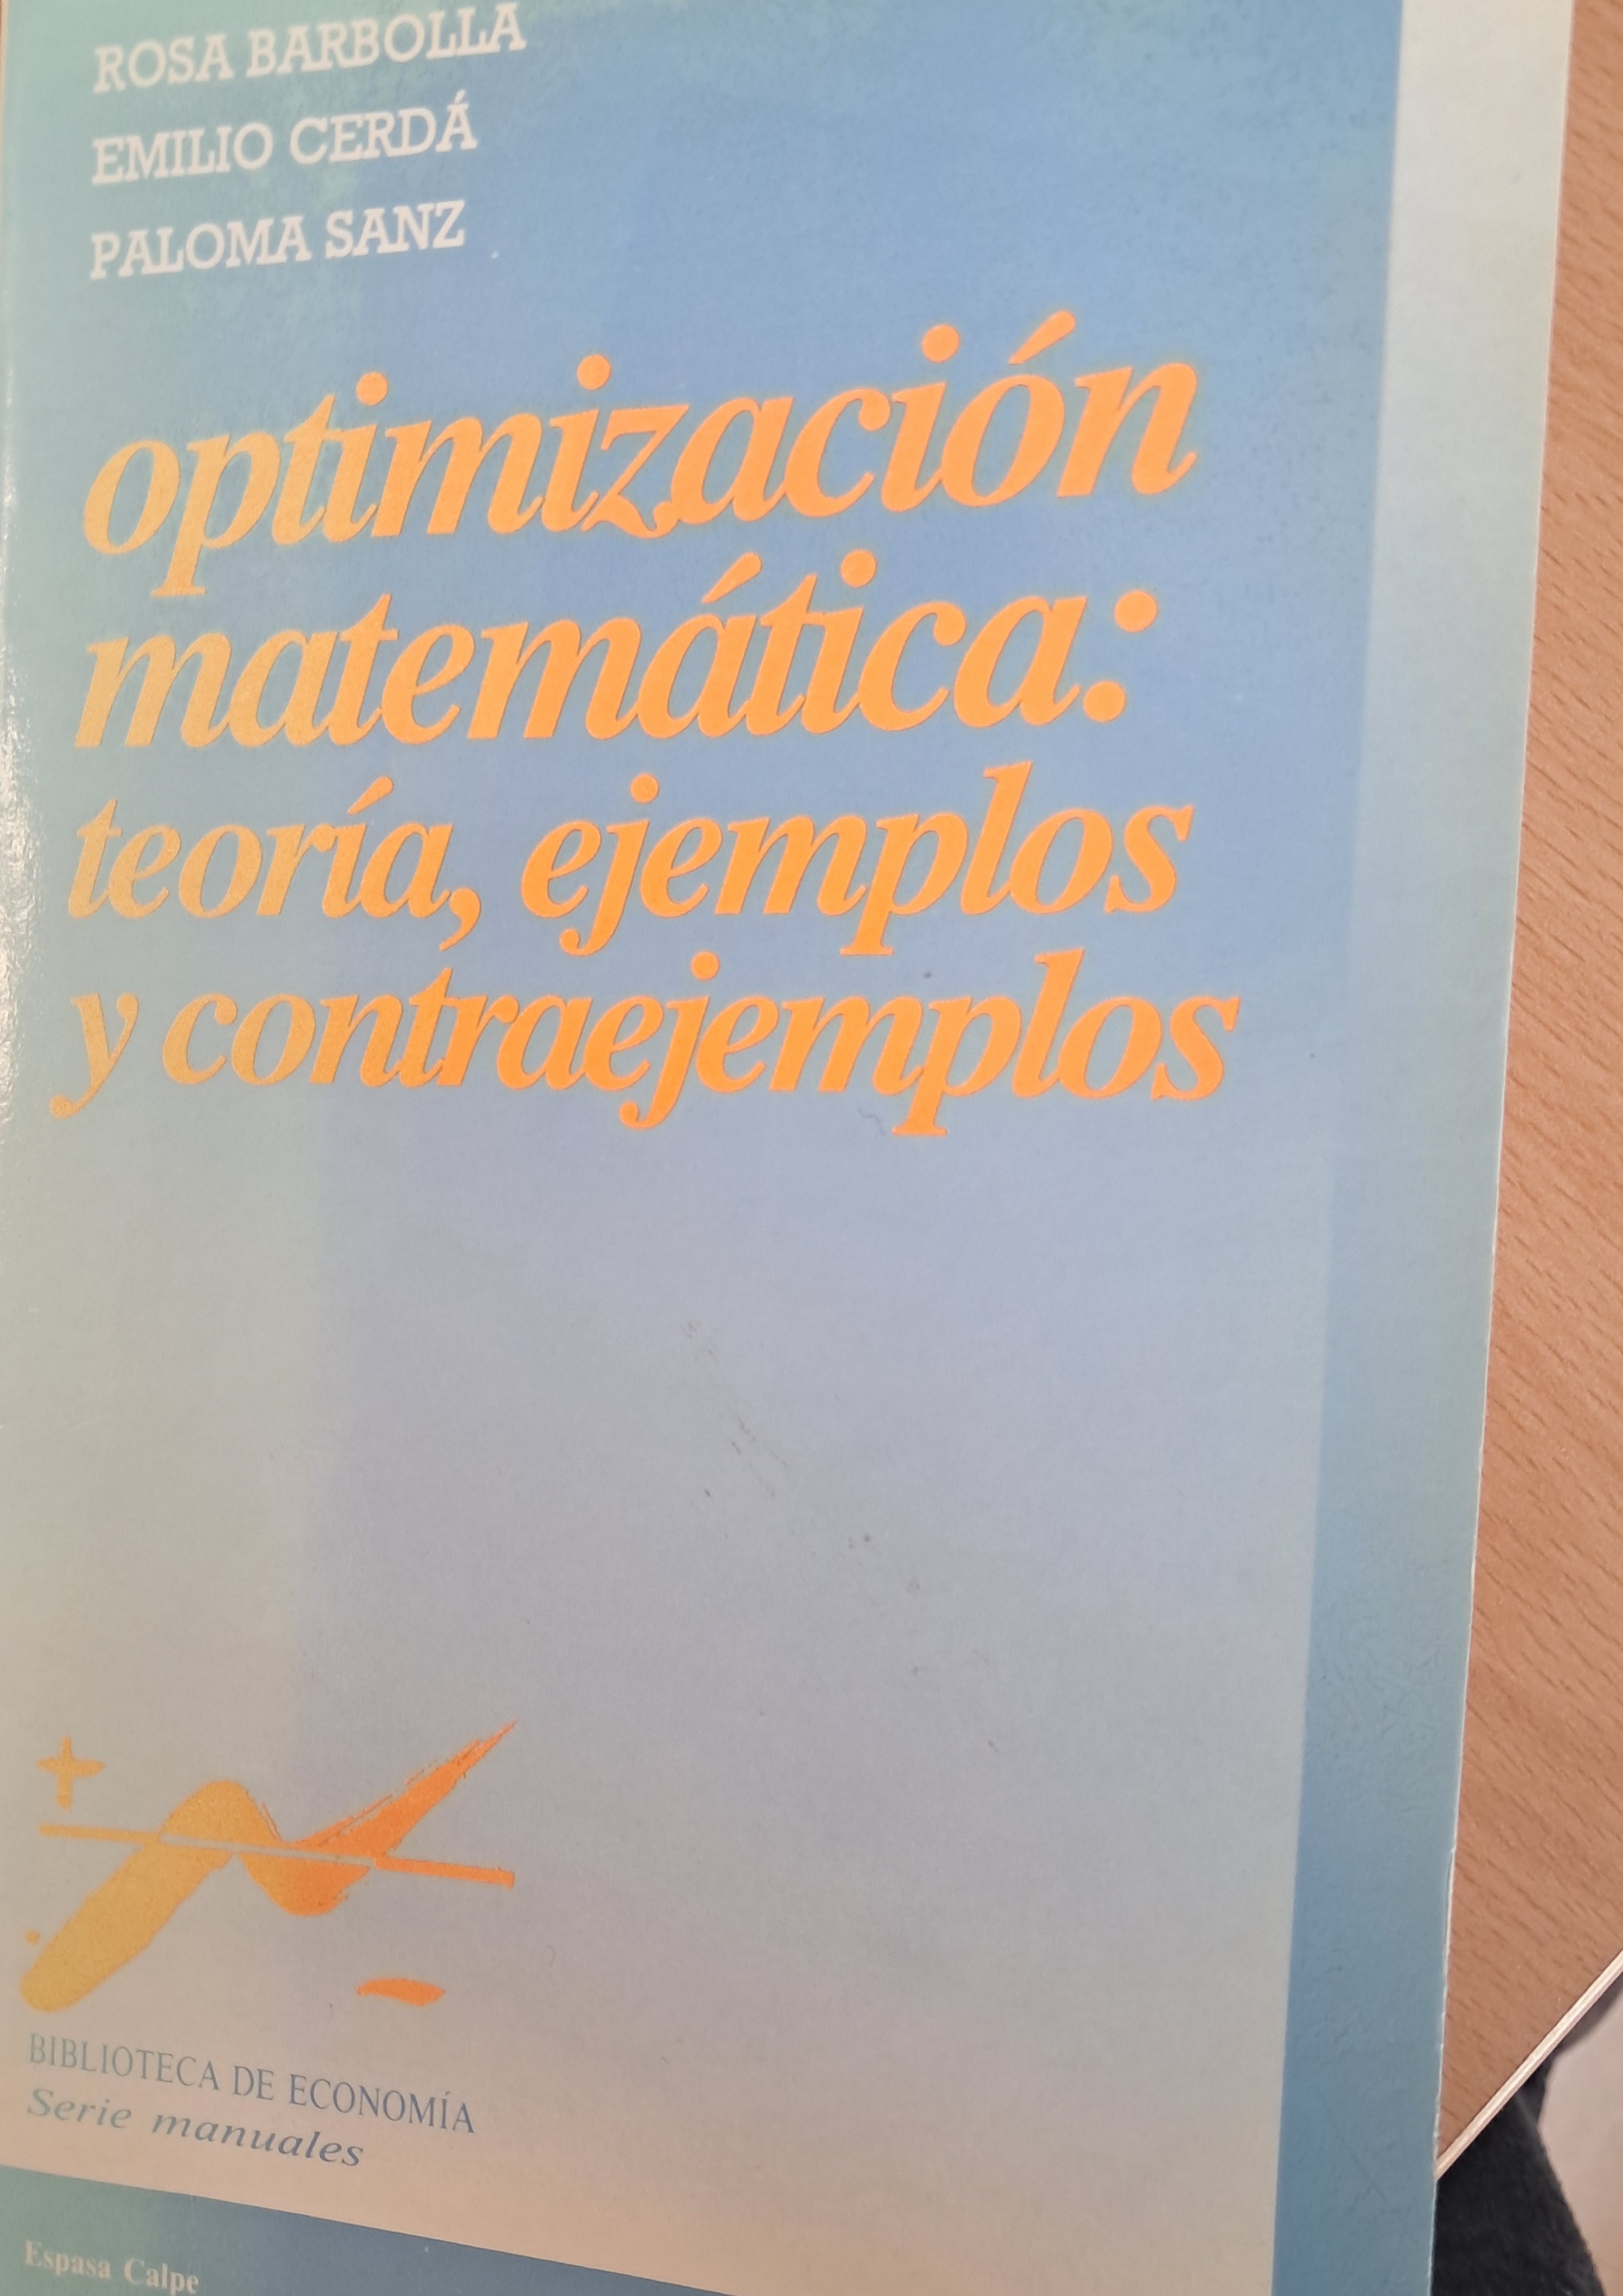 ROSA BARBOLLA
EMILIO CERDÁ
PALOMA SANZ
optimización
matemática:
teoría, ejemplos
y contraejemplos
BIBLIOTECA DE ECONOMÍA
Serie manuales
Espasa Calpe